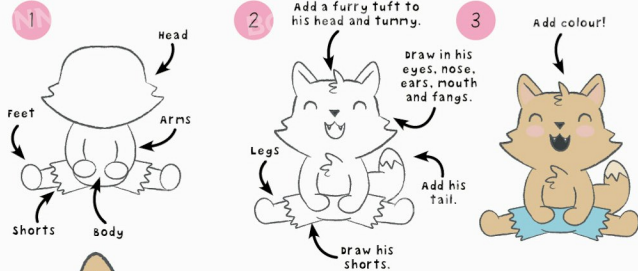 1
Head
Feet
Arms
Shorts
Body
2
Add a furry tuft to
his head and tummy.
Draw in his
eyes, nose,
ears, mouth
and fangs.
Legs
Add his
tail.
Draw his
shorts.
3
Add colour!